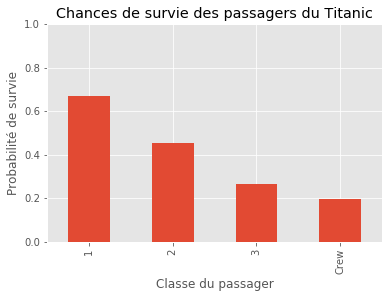 Chances de survie des passagers du Titanic
1.0
0.8
0.6
0.4
0.2
0.0
Probabilité de survie
1
2
3
Crew
Classe du passager